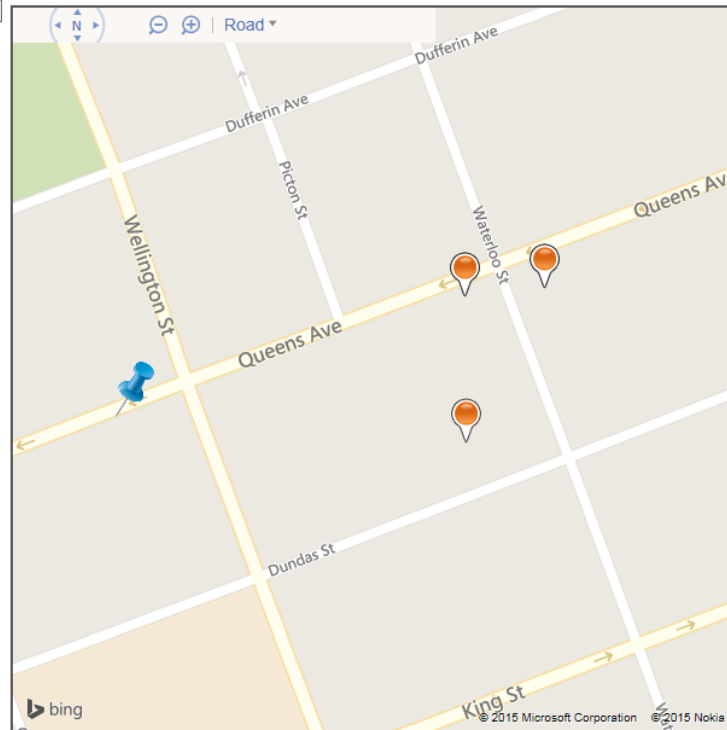 N
Road
Dufferin Ave
Dufferin Ave
Picton St
Queens Av
Waterloo St
Wellington St
Queens Ave
Dundas St
King St
bing
© 2015 Microsoft Corporation © 2015 Nokia